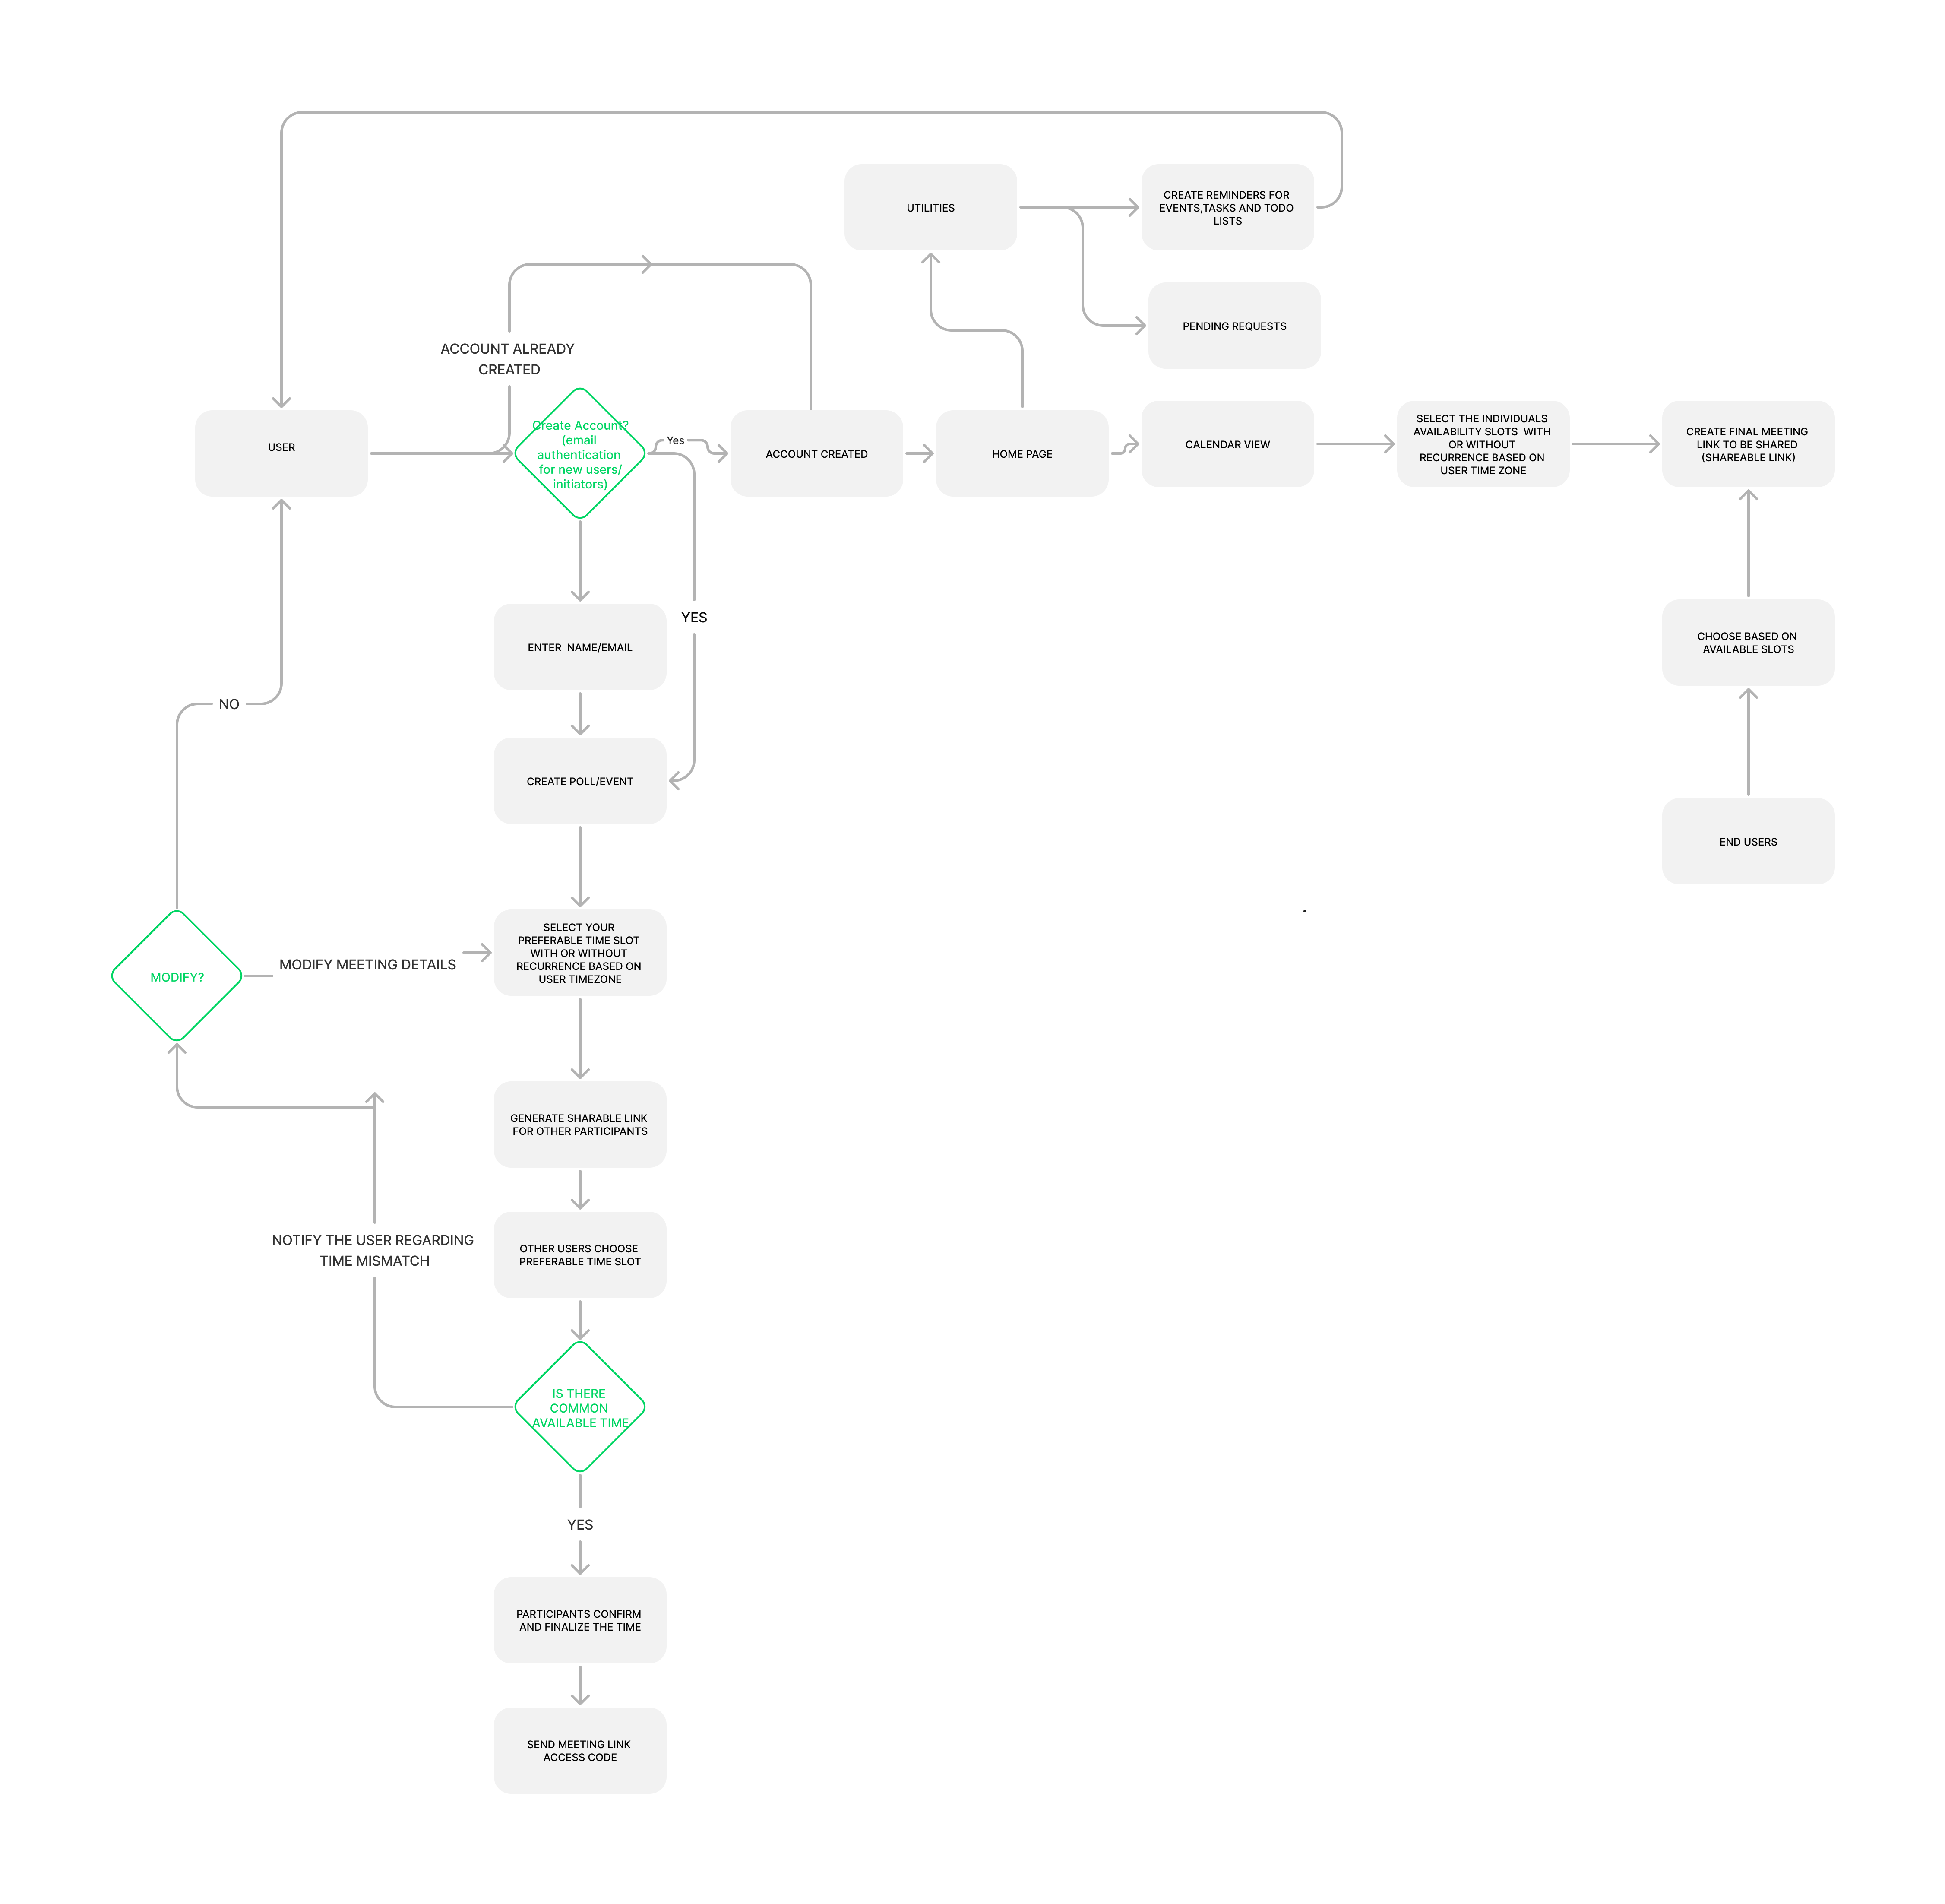 UTILITIES
CREATE REMINDERS FOR
EVENTS,TASKS AND TODO
LISTS
PENDING REQUESTS
ACCOUNT ALREADY
CREATED
USER
Create Account?
(email
authentication
for new users/
initiators)
Yes
ACCOUNT CREATED
HOME PAGE
CALENDAR VIEW
SELECT THE INDIVIDUALS
AVAILABILITY SLOTS  WITH
OR WITHOUT
RECURRENCE BASED ON
USER TIME ZONE
CREATE FINAL MEETING
LINK TO BE SHARED
(SHAREABLE LINK)
YES
ENTER  NAME/EMAIL
CHOOSE BASED ON
AVAILABLE SLOTS
NO
CREATE POLL/EVENT
END USERS
SELECT YOUR
PREFERABLE TIME SLOT
WITH OR WITHOUT
RECURRENCE BASED ON
USER TIMEZONE
MODIFY?
MODIFY MEETING DETAILS
GENERATE SHARABLE LINK
FOR OTHER PARTICIPANTS
NOTIFY THE USER REGARDING
TIME MISMATCH
OTHER USERS CHOOSE
PREFERABLE TIME SLOT
IS THERE
COMMON
AVAILABLE TIME
YES
PARTICIPANTS CONFIRM
AND FINALIZE THE TIME
SEND MEETING LINK
ACCESS CODE